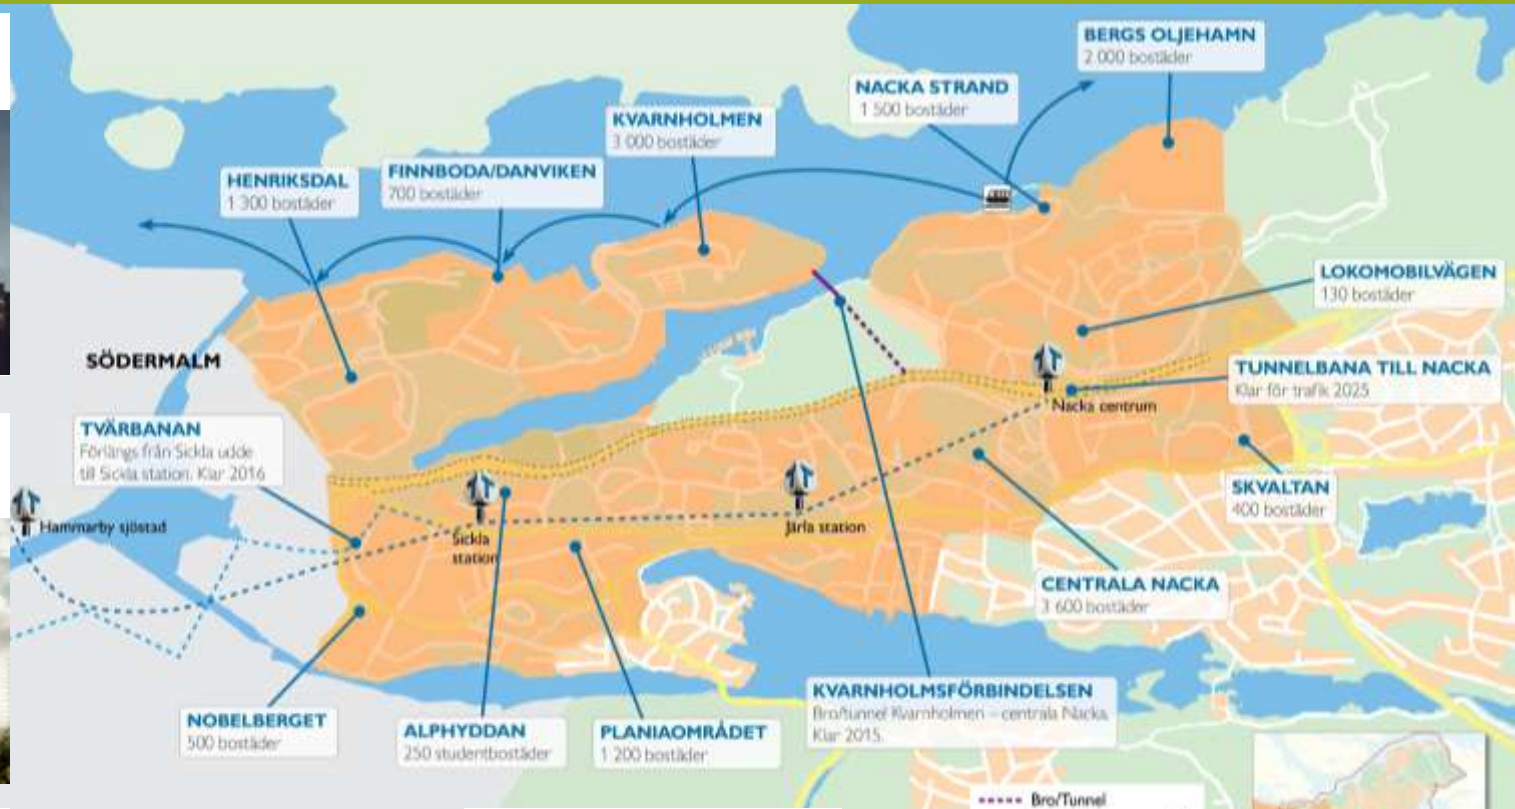 BERGS OLJEHAMN
2 000 bostäder
NACKA STRAND
1 500 bostäder
KVARNHOLMEN
3 000 bostäder
FINNBODA/DANVIKEN
700 bostäder
HENRIKSDAL
1 300 bostäder
LOKOMOBILVÄGEN
130 bostäder
SÖDERMALM
TUNNELBANA TILL NACKA
Klar för trafik 2025
Nacka centrum
TVÄRBANAN
Förlängs från Sickla udde
till Sickla station. Klar 2016
SKVALTAN
400 bostäder
Hammarby sjöstad
Sickla
station
Järla station
CENTRALA NACKA
3 600 bostäder
KVARNHOLMSFÖRBINDELSEN
Bro/tunnel Kvarnholmen – centrala Nacka.
Klar 2015.
NOBELBERGET
500 bostäder
ALPHYDDAN
250 studentbostäder
PLANIAOMRÅDET
1 200 bostäder
Bro/Tunnel